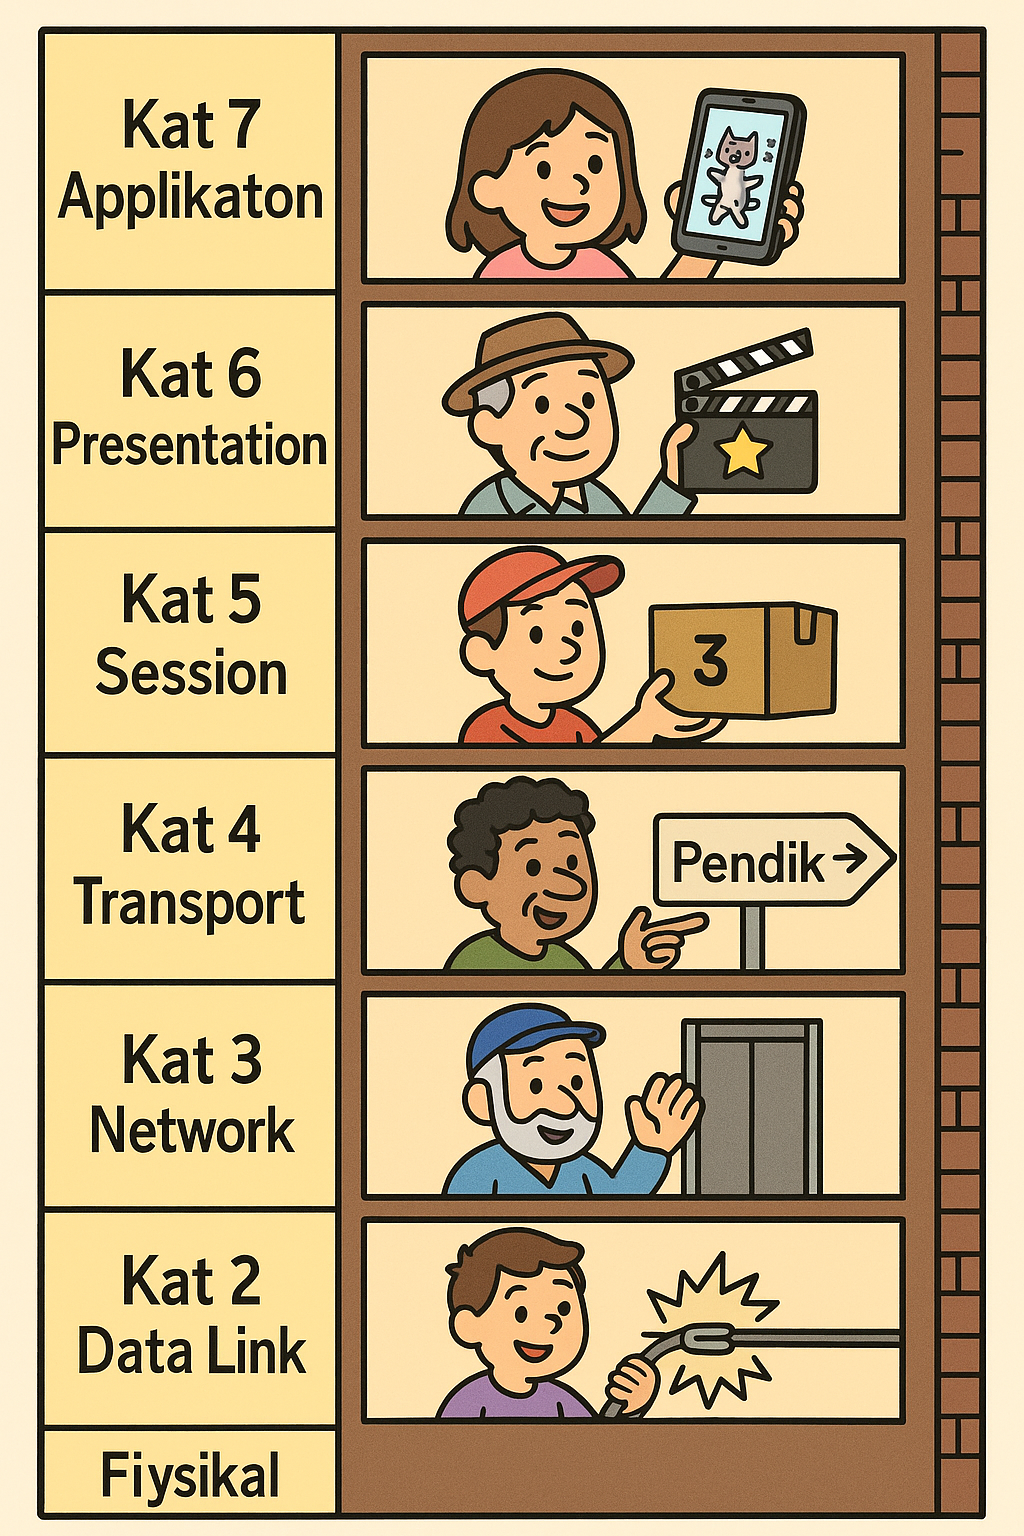 Kat 7
Applikaton
Kat 6
Presentation
Kat 5
Session
3
Kat 4
Transport
Pendik→
Kat 3
Network
Kat 2
Data Link
Fiysikal